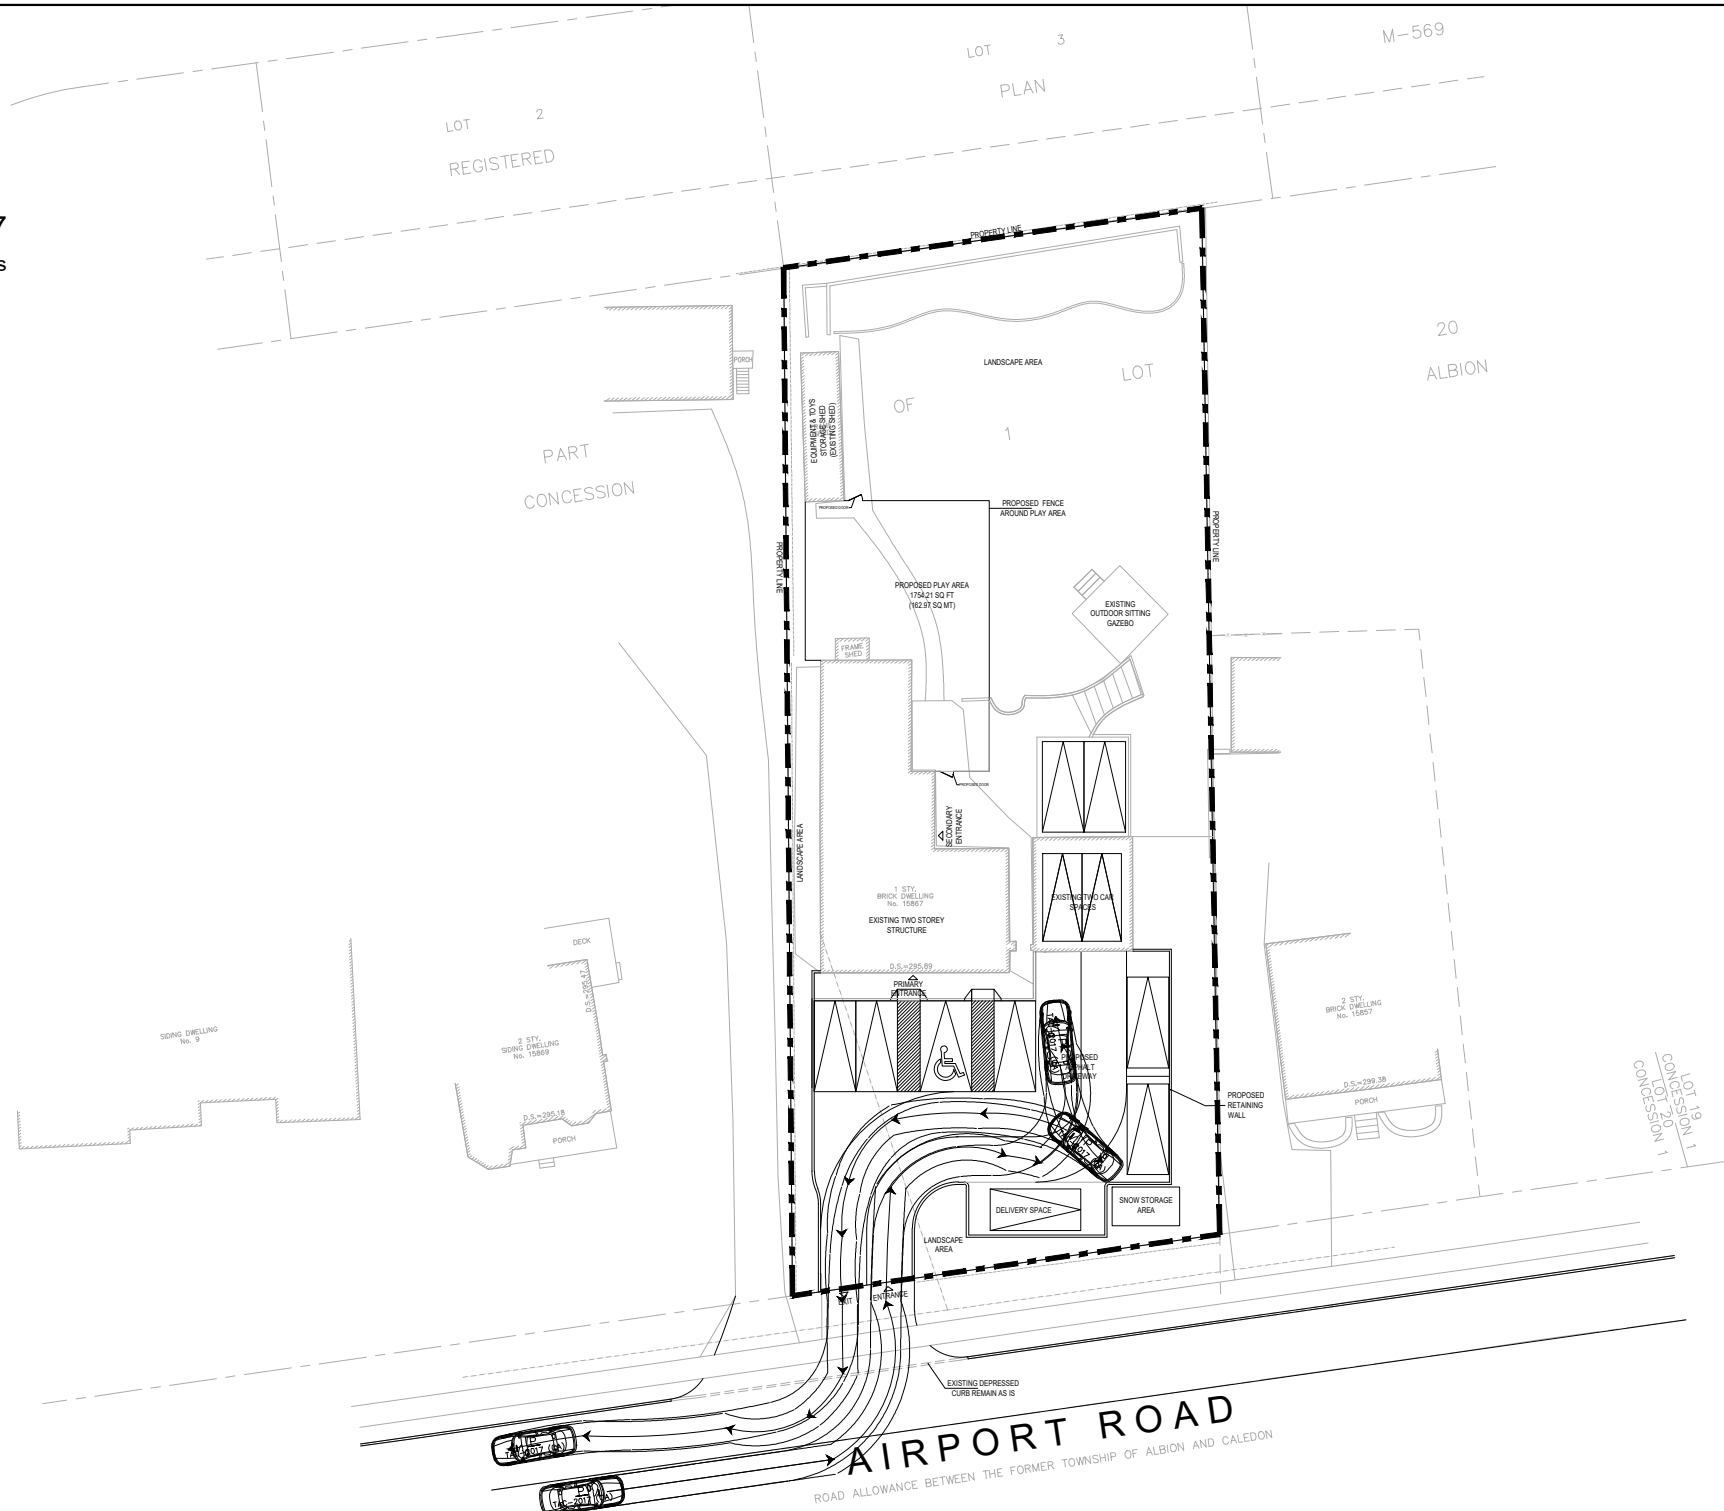 LOT 3
M-569
PLAN
LOT 2
REGISTERED
7
s
PROPERTY LINE
LANDSCAPE AREA
20
LOT
ALBION
OF
1
PORCH
EQUIPMENT & TOYS
STORAGE SHED
(EXISTING SHED)
PART
CONCESSION
PROPOSED DOOR
PROPOSED FENCE
AROUND PLAY AREA
PROPERTY LINE
PROPERTY LINE
PROPOSED PLAY AREA
1754.21 SQ FT
(162.97 SQ MT)
EXISTING
OUTDOOR SITTING
GAZEBO
FRAME
SHED
PROPOSED DOOR
SECONDARY
ENTRANCE
LANDSCAPE AREA
1 STY.
BRICK DWELLING
No. 15867
EXISTING TWO STOREY
STRUCTURE
EXISTING TWO CAR
SPACES
D.S.=295.89
PRIMARY
ENTRANCE
DECK
D.S.=295.47
SIDING DWELLING
No. 9
2 STY.
SIDING DWELLING
No. 15869
D.S.=295.18
PORCH
2 STY.
BRICK DWELLING
No. 15857
D.S.=299.38
PORCH
PROPOSED
ASPHALT
DRIVEWAY
PROPOSED
RETAINING
WALL
LOT 19
CONCESSION 1
LOT 20
CONCESSION 1
DELIVERY SPACE
SNOW STORAGE
AREA
LANDSCAPE
AREA
EXIT
ENTRANCE
EXISTING DEPRESSED
CURB REMAIN AS IS
AIRPORT ROAD
ROAD ALLOWANCE BETWEEN THE FORMER TOWNSHIP OF ALBION AND CALEDON